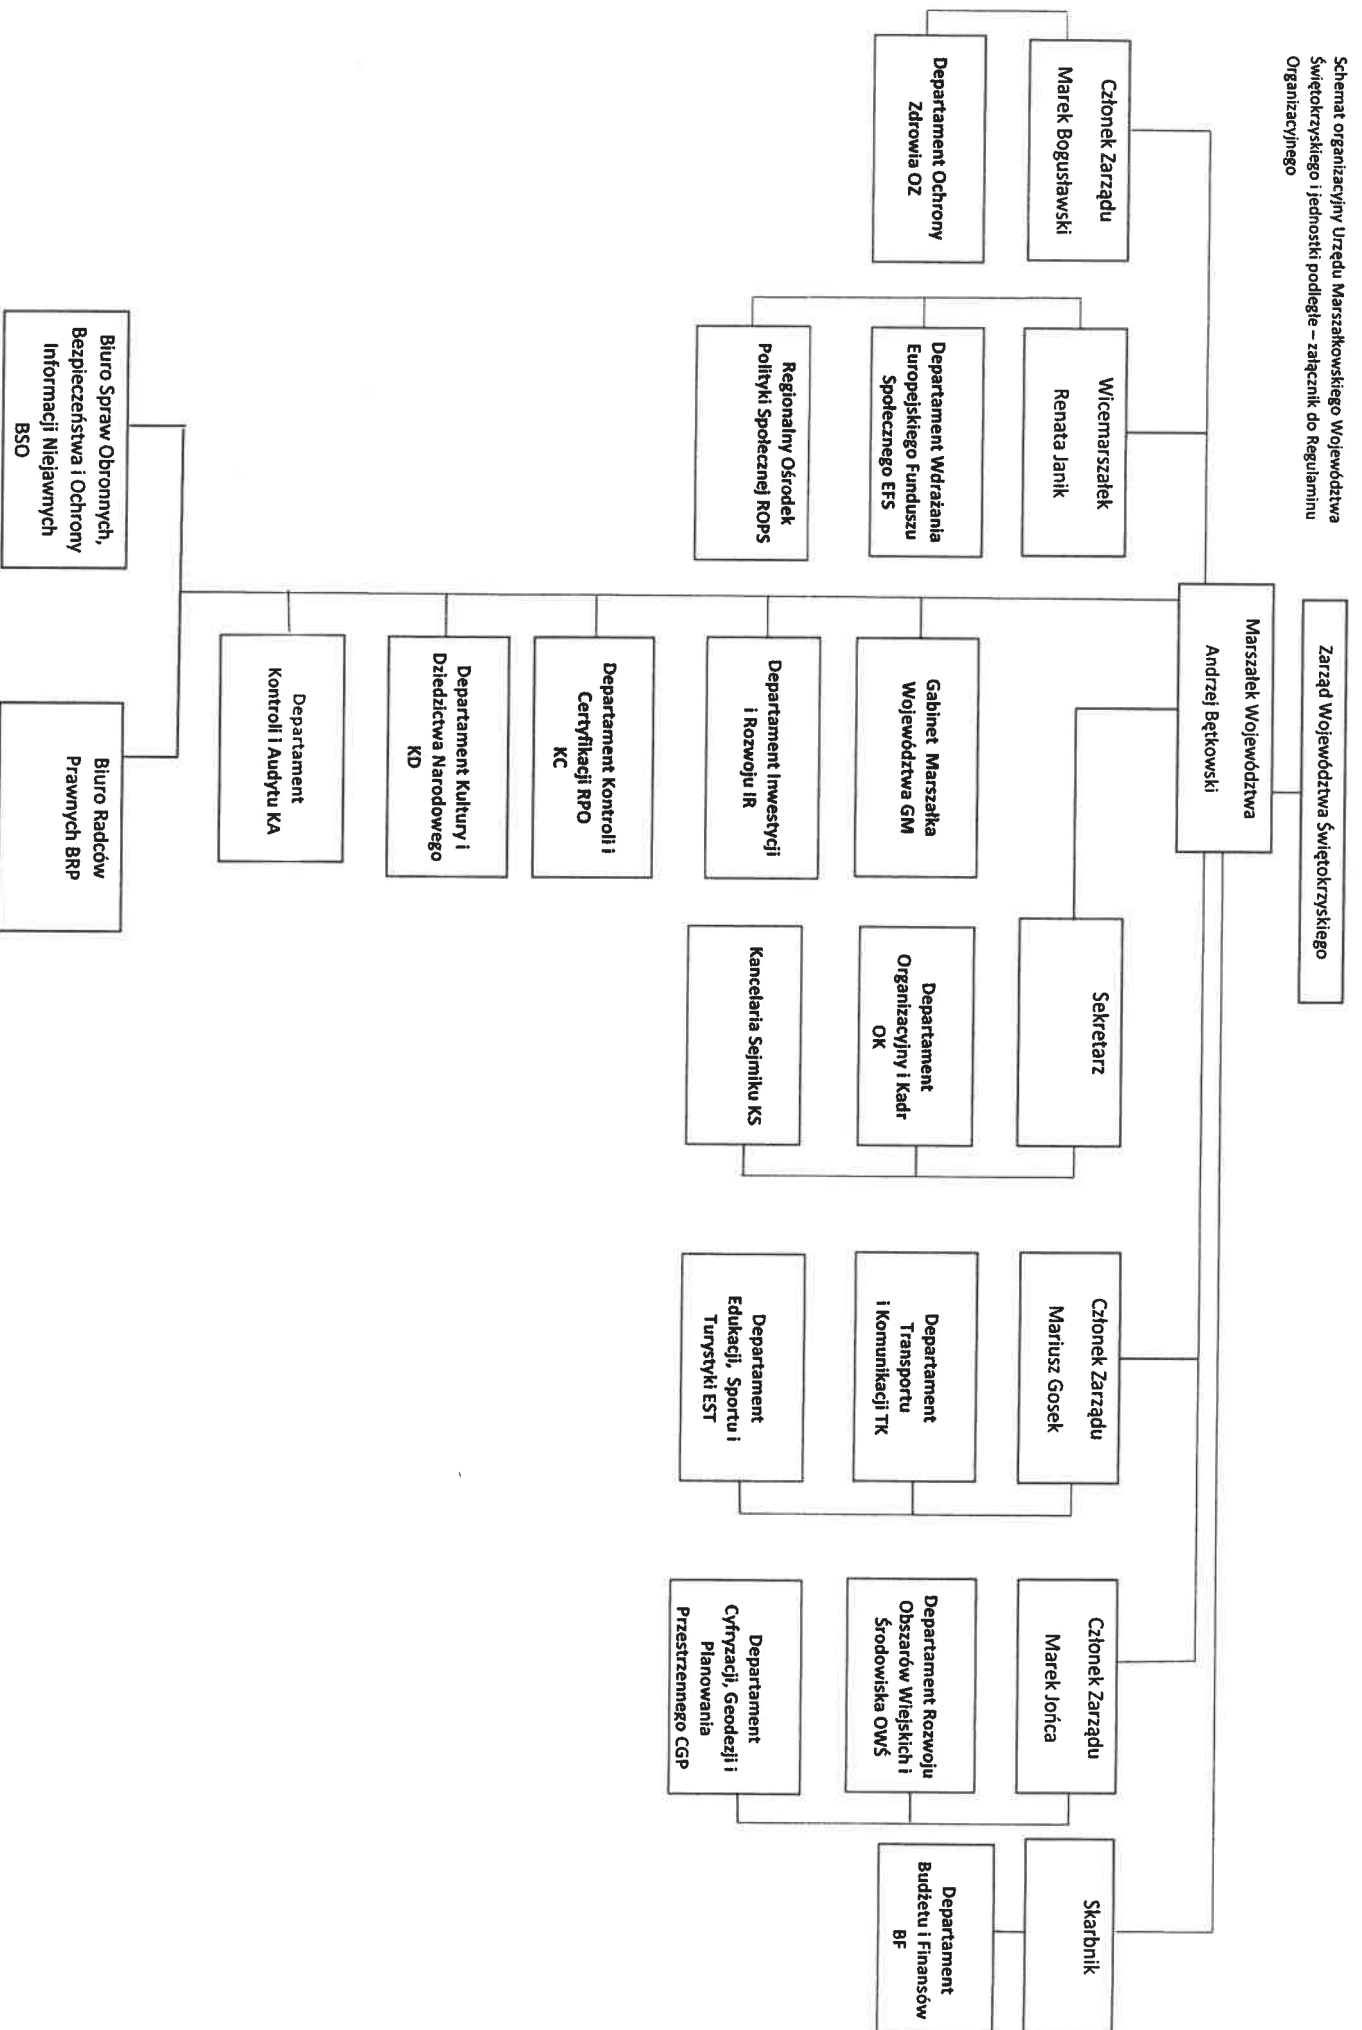 Schemat organizacyjny Urzędu Marszałkowskiego Województwa
Świętokrzyskiego i jednostki podległe – załącznik do Regulaminu
Organizacyjnego
Zarząd Województwa Świętokrzyskiego
Marszałek Województwa
Andrzej Bętkowski
Członek Zarządu
Marek Bogusławski
Departament Ochrony
Zdrowia OZ
Wicemarszałek
Renata Janik
Departament Wdrażania
Europejskiego Funduszu
Społecznego EFS
Regionalny Ośrodek
Polityki Społecznej ROPS
Gabinet Marszałka
Województwa GM
Departament Inwestycji
i Rozwoju IR
Departament Kontroli i
Certyfikacji RPO
KC
Departament Kultury i
Dziedzictwa Narodowego
KD
Departament
Kontroli i Audytu KA
Biuro Spraw Obronnych,
Bezpieczeństwa i Ochrony
Informacji Niejawnych
BSO
Biuro Radców
Prawnych BRP
Sekretarz
Departament
Organizacyjny i Kadr
OK
Kancelaria Sejmiku KS
Członek Zarządu
Mariusz Gosek
Departament
Transportu
i Komunikacji TK
Departament
Edukacji, Sportu i
Turystyki EST
Członek Zarządu
Marek Jońca
Departament Rozwoju
Obszarów Wiejskich i
Środowiska OWŚ
Departament
Cyfryzacji, Geodezji i
Planowania
Przestrzennego CGP
Skarbnik
Departament
Budżetu i Finansów
BF